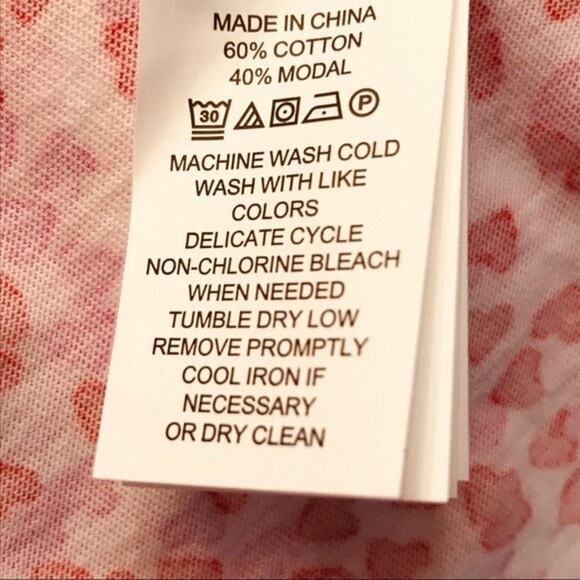 MADE IN CHINA
60% COTTON
40% MODAL
30 P
MACHINE WASH COLD
WASH WITH LIKE
COLORS
DELICATE CYCLE
NON-CHLORINE BLEACH
WHEN NEEDED
TUMBLE DRY LOW
REMOVE PROMPTLY
COOL IRON IF
NECESSARY
OR DRY CLEAN